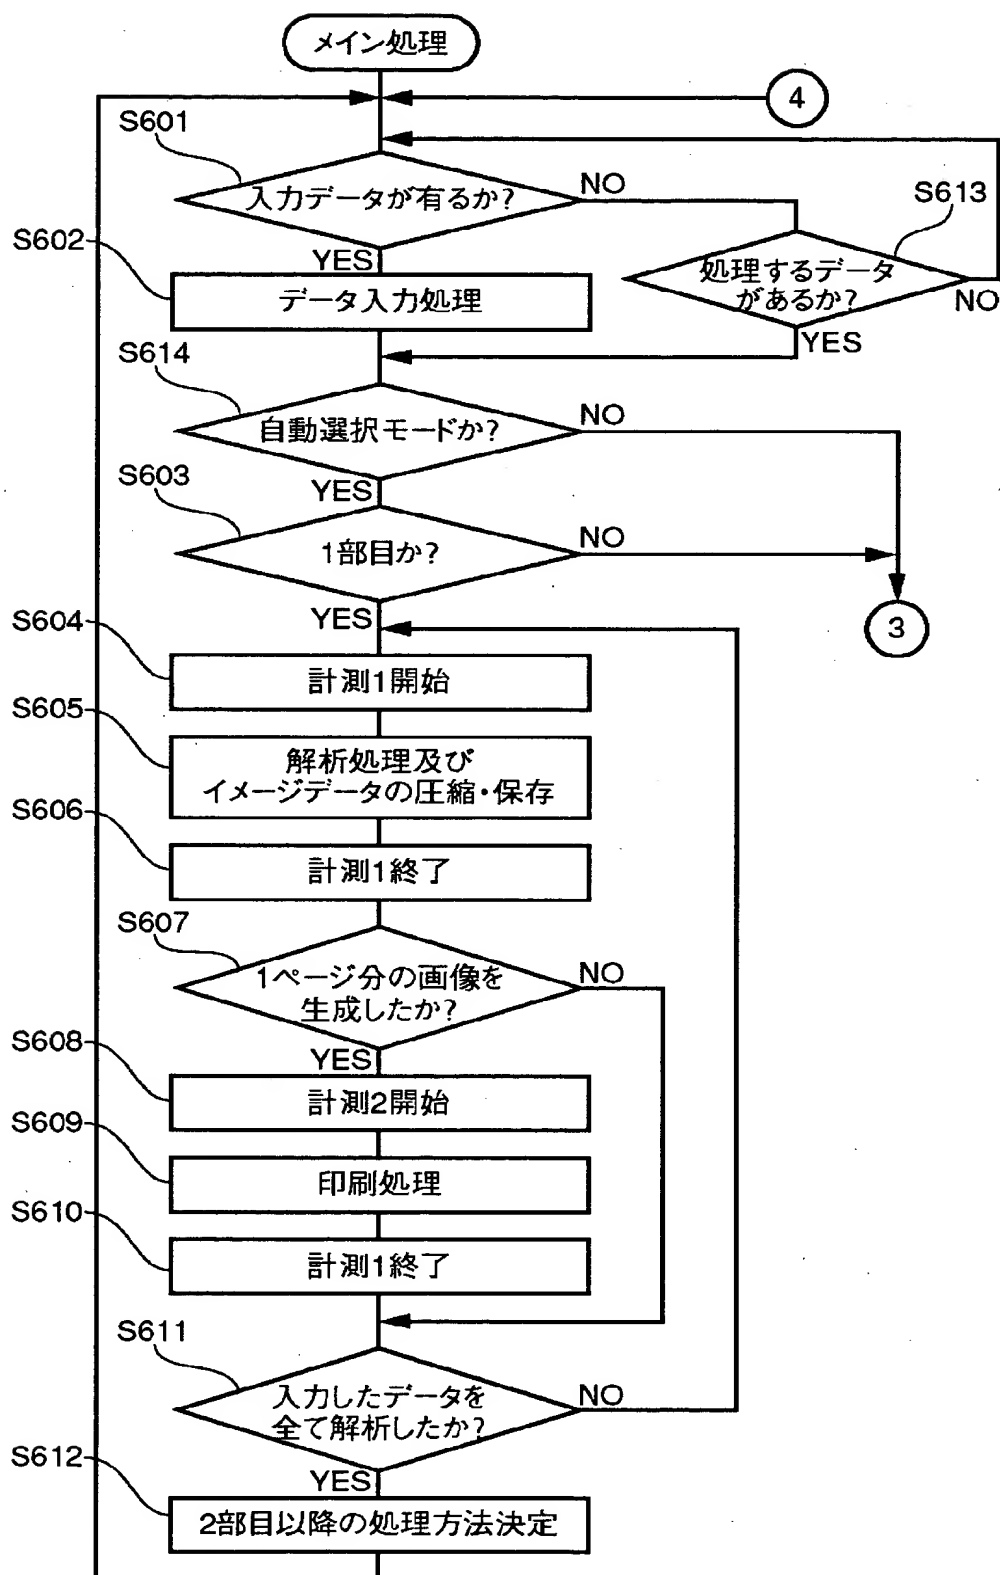 メイン処理
4
S601
入力データが有るか?
NO
S613
S602
YES
処理するデータ
があるか?
NO
データ入力処理
YES
S614
自動選択モードか?
NO
S603
YES
1部目か?
NO
S604
YES
3
計測1開始
S605
解析処理及び
イメージデータの圧縮・保存
S606
計測1終了
S607
1ページ分の画像を
生成したか?
NO
S608
YES
計測2開始
S609
印刷処理
S610
計測1終了
S611
入力したデータを
全て解析したか?
NO
S612
YES
2部目以降の処理方法決定